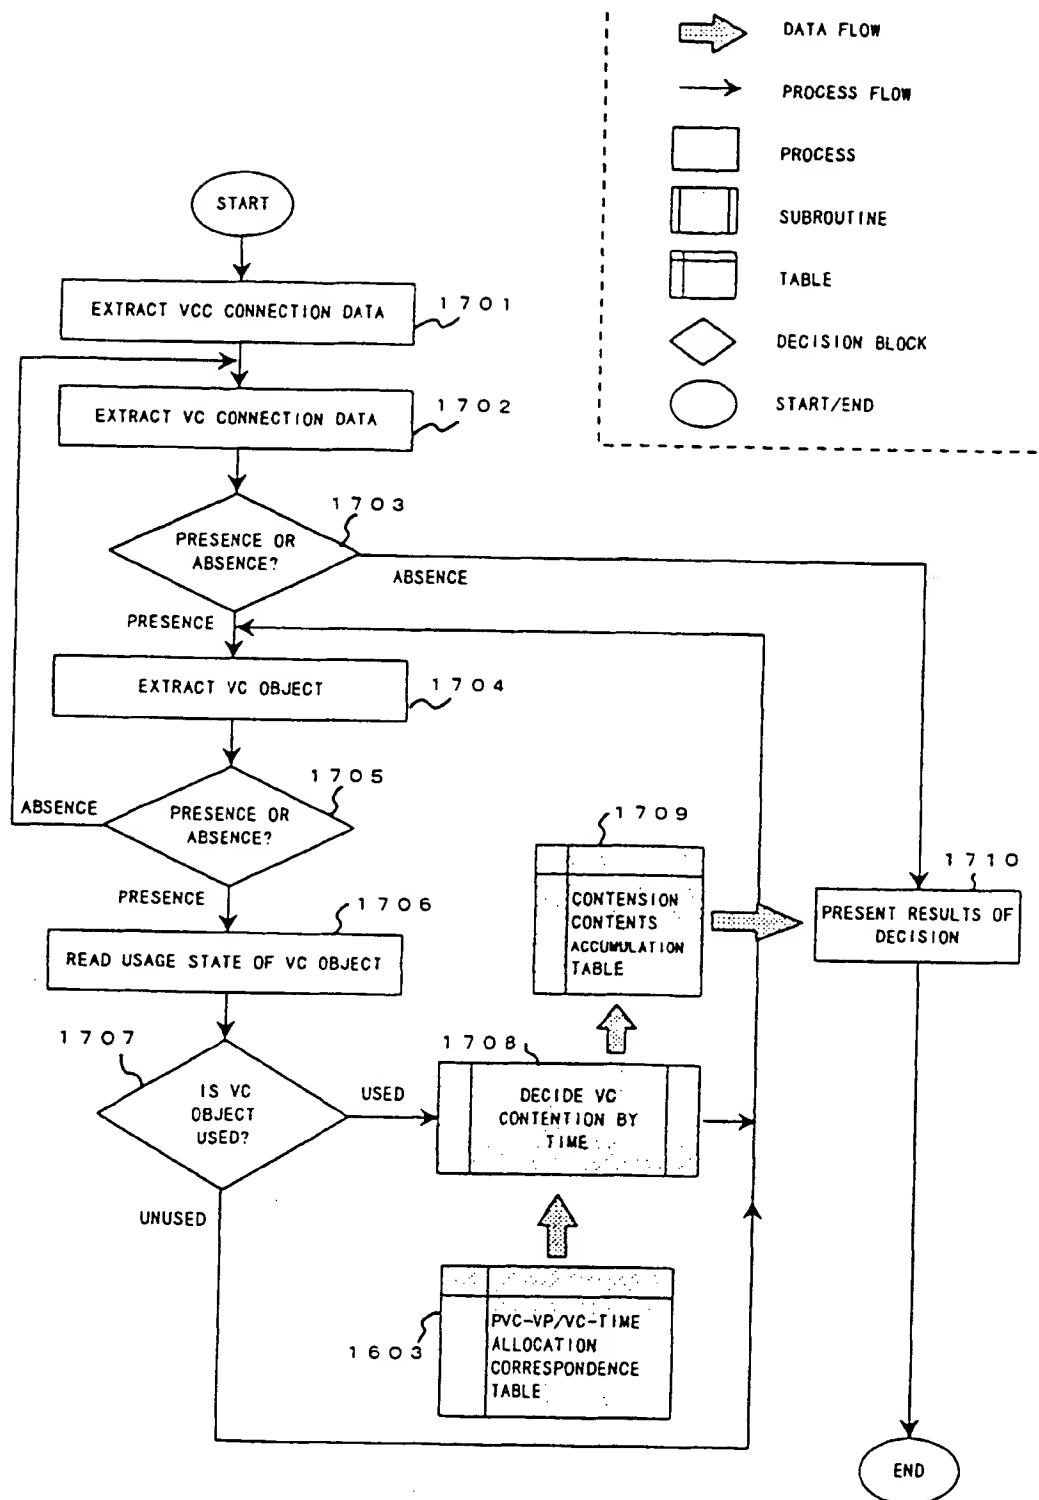 DATA FLOW
PROCESS FLOW
PROCESS
SUBROUTINE
TABLE
DECISION BLOCK
START/END
START
EXTRACT VCC CONNECTION DATA
1701
EXTRACT VC CONNECTION DATA
1702
1703
PRESENCE OR
ABSENCE?
ABSENCE
PRESENCE
EXTRACT VC OBJECT
1704
1705
PRESENCE OR
ABSENCE?
ABSENCE
PRESENCE
1706
READ USAGE STATE OF VC OBJECT
1707
IS VC
OBJECT
USED?
USED
UNUSED
1708
DECIDE VC
CONTENTION BY
TIME
1709
CONTENSION
CONTENTS
ACCUMULATION
TABLE
1710
PRESENT RESULTS OF
DECISION
1603
PVC-VP/VC-TIME
ALLOCATION
CORRESPONDENCE
TABLE
END